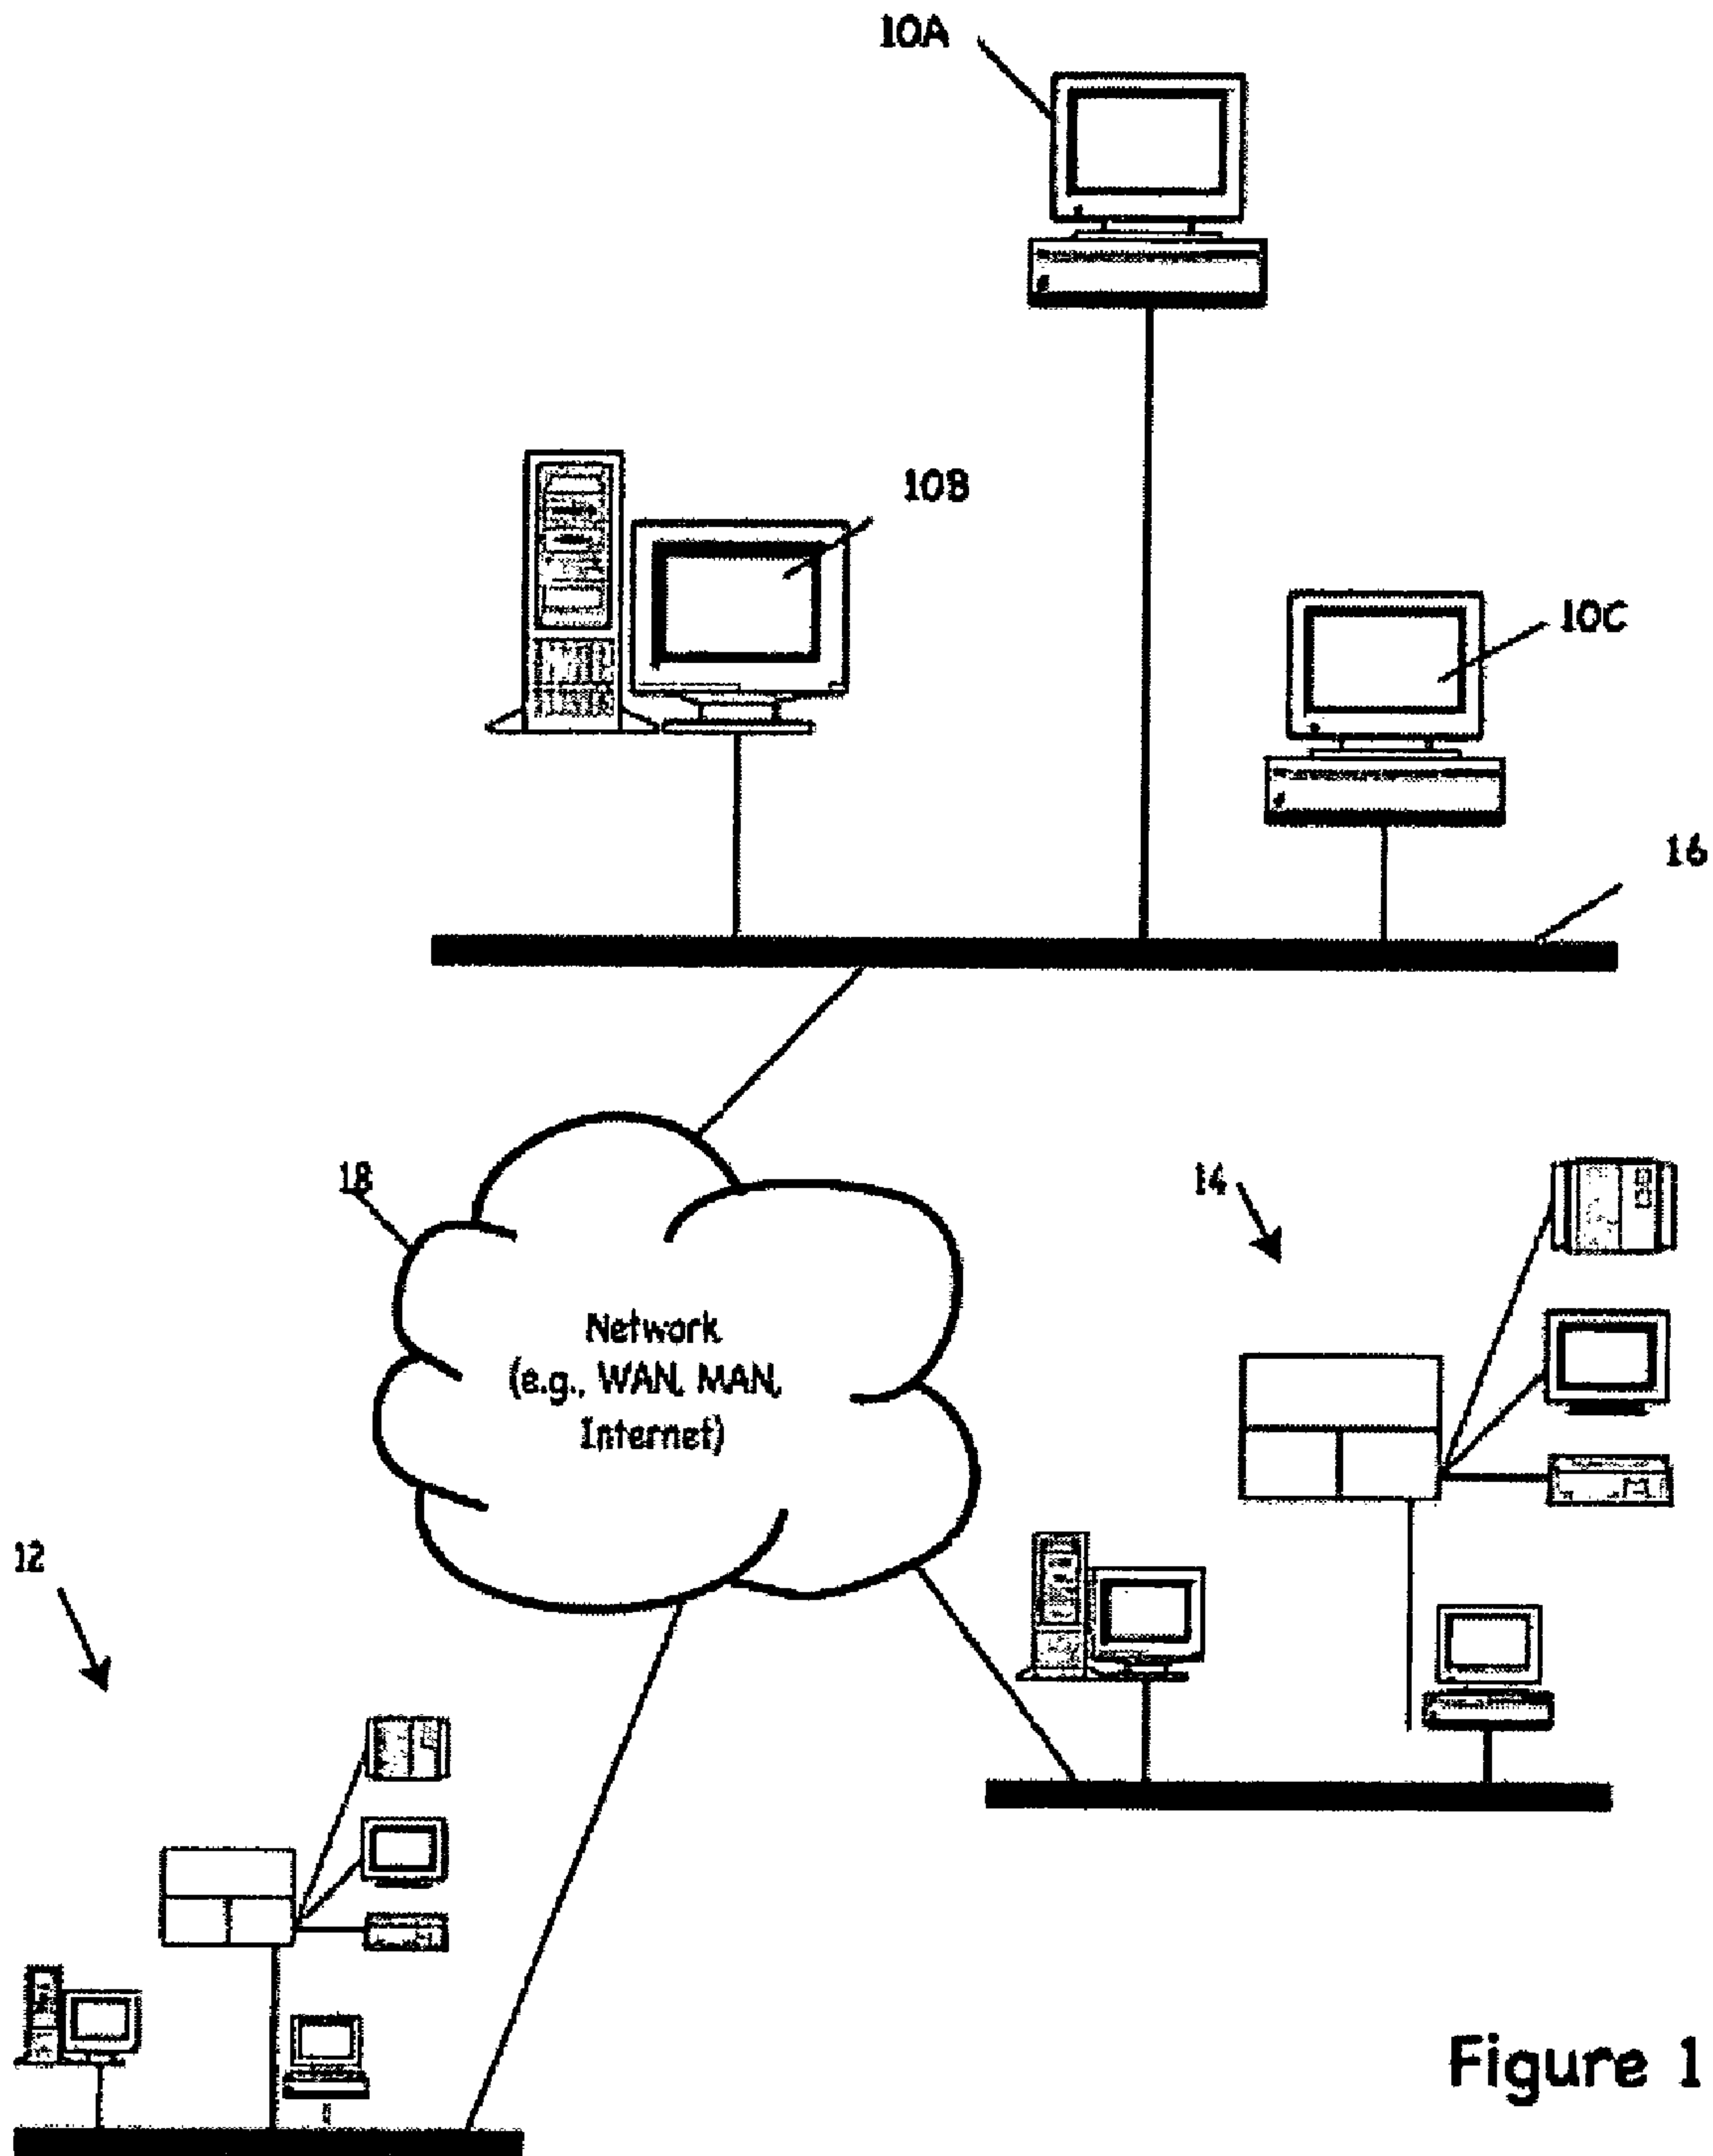 10A
10B
10C
16
18
14
Network
(e.g., WAN, MAN,
Internet)
12
Figure 1